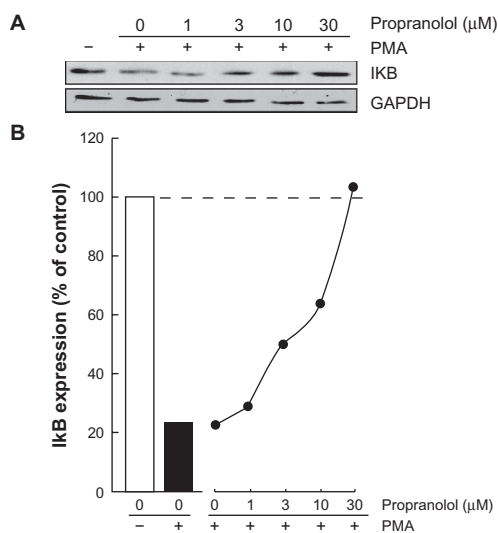 A
0 1 3 10 30 Propranolol (μM)
– + + + + + PMA
IKB
GAPDH
B
120
100
80
60
40
20
0
IkB expression (% of control)
0 0 0 1 3 10 30 Propranolol (μM)
– + + + + + + PMA